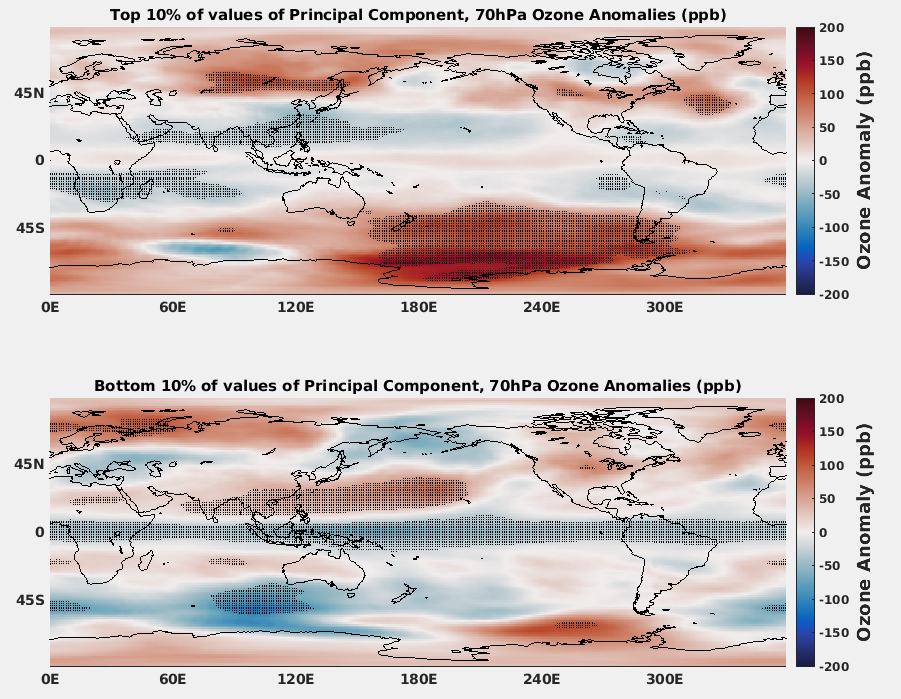 Top 10% of values of Principal Component, 70hPa Ozone Anomalies (ppb)
45N
0
45S
0E 60E 120E 180E 240E 300E
200
150
100
50
0
-50
-100
-150
-200
Ozone Anomaly (ppb)
Bottom 10% of values of Principal Component, 70hPa Ozone Anomalies (ppb)
45N
0
45S
0E 60E 120E 180E 240E 300E
200
150
100
50
0
-50
-100
-150
-200
Ozone Anomaly (ppb)